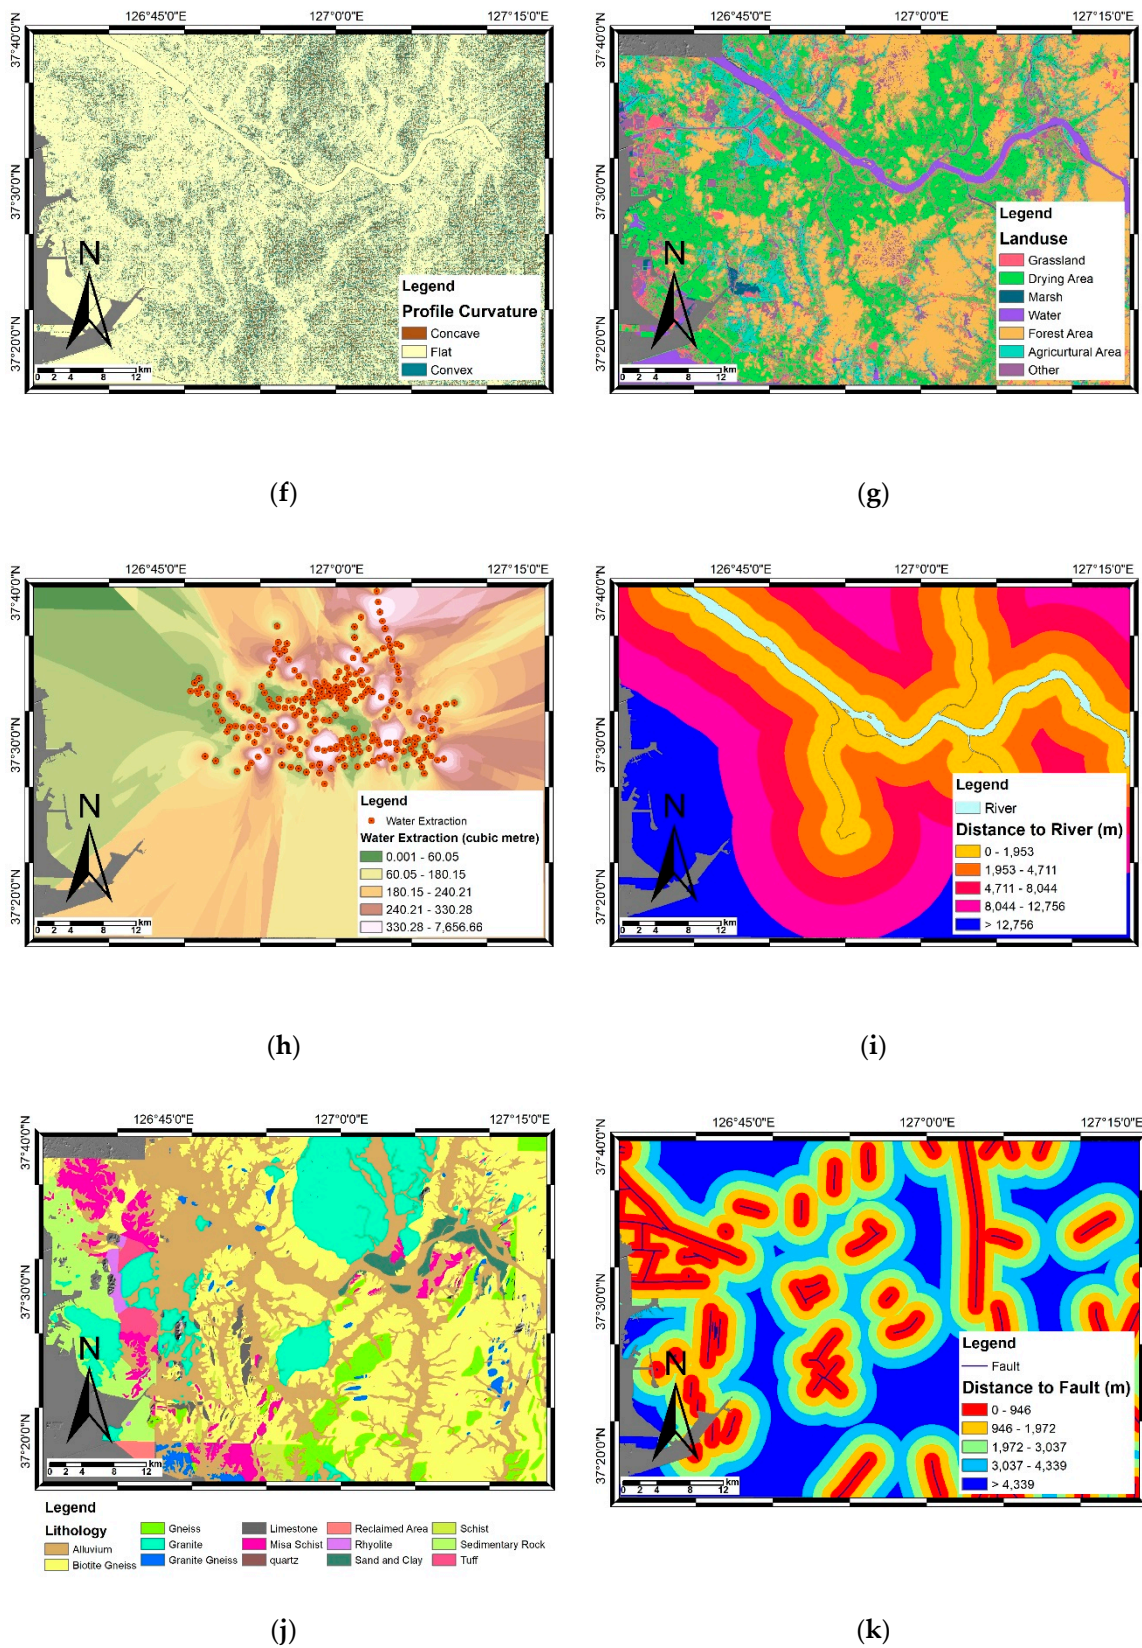 126°45'0"E 127°0'0"E 127°15'0"E
37°40'0"N
37°30'0"N
37°20'0"N
N
0 2 4 8 12 km
Legend
Profile Curvature
Concave
Flat
Convex
(f)
126°45'0"E 127°0'0"E 127°15'0"E
37°40'0"N
37°30'0"N
37°20'0"N
N
0 2 4 8 12 km
Legend
Landuse
Grassland
Drying Area
Marsh
Water
Forest Area
Agricurtural Area
Other
(g)
126°45'0"E 127°0'0"E 127°15'0"E
37°40'0"N
37°30'0"N
37°20'0"N
N
0 2 4 8 12 km
Legend
Water Extraction
Water Extraction (cubic metre)
0.001 - 60.05
60.05 - 180.15
180.15 - 240.21
240.21 - 330.28
330.28 - 7,656.66
(h)
126°45'0"E 127°0'0"E 127°15'0"E
37°40'0"N
37°30'0"N
37°20'0"N
N
0 2 4 8 12 km
Legend
River
Distance to River (m)
0 - 1,953
1,953 - 4,711
4,711 - 8,044
8,044 - 12,756
> 12,756
(i)
126°45'0"E 127°0'0"E 127°15'0"E
37°40'0"N
37°30'0"N
37°20'0"N
N
0 2 4 8 12 km
Legend
Lithology
Alluvium
Biotite Gneiss
Gneiss
Granite
Granite Gneiss
Limestone
Misa Schist
quartz
Reclaimed Area
Rhyolite
Sand and Clay
Schist
Sedimentary Rock
Tuff
(j)
126°45'0"E 127°0'0"E 127°15'0"E
37°40'0"N
37°30'0"N
37°20'0"N
N
0 2 4 8 12 km
Legend
Fault
Distance to Fault (m)
0 - 946
946 - 1,972
1,972 - 3,037
3,037 - 4,339
> 4,339
(k)